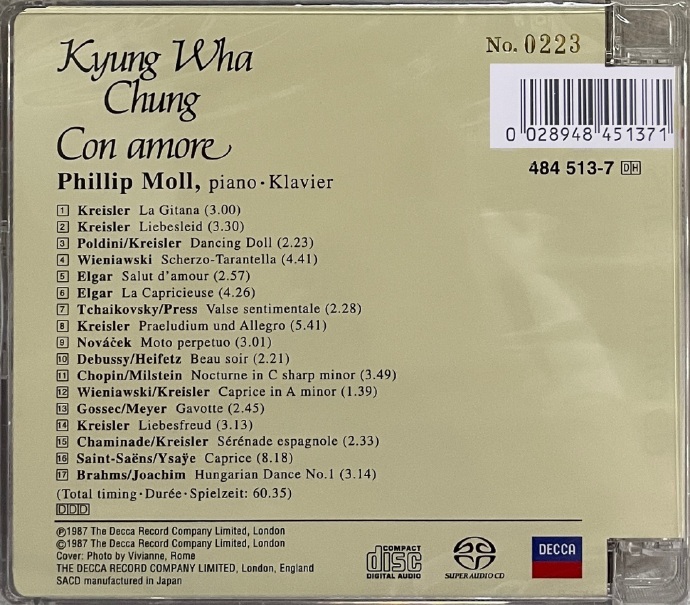 Kyung Wha
Chung
Con amore
Phillip Moll, piano · Klavier
No. 0223
0 028948 451371
484 513-7 DH
1 Kreisler La Gitana (3.00)
2 Kreisler Liebesleid (3.30)
3 Poldini/Kreisler Dancing Doll (2.23)
4 Wieniawski Scherzo-Tarantella (4.41)
5 Elgar Salut d'amour (2.57)
6 Elgar La Capricieuse (4.26)
7 Tchaikovsky/Press Valse sentimentale (2.28)
8 Kreisler Praeludium und Allegro (5.41)
9 Nováček Moto perpetuo (3.01)
10 Debussy/Heifetz Beau soir (2.21)
11 Chopin/Milstein Nocturne in C sharp minor (3.49)
12 Wieniawski/Kreisler Caprice in A minor (1.39)
13 Gossec/Meyer Gavotte (2.45)
14 Kreisler Liebesfreud (3.13)
15 Chaminade/Kreisler Sérénade espagnole (2.33)
16 Saint-Saëns/Ysaÿe Caprice (8.18)
17 Brahms/Joachim Hungarian Dance No.1 (3.14)
(Total timing · Durée · Spielzeit: 60.35)
DDD
℗1987 The Decca Record Company Limited, London
©1987 The Decca Record Company Limited, London
Cover: Photo by Vivianne, Rome
THE DECCA RECORD COMPANY LIMITED, London, England
SACD manufactured in Japan
COMPACT
disc
DIGITAL AUDIO
SUPER AUDIO CD
DECCA